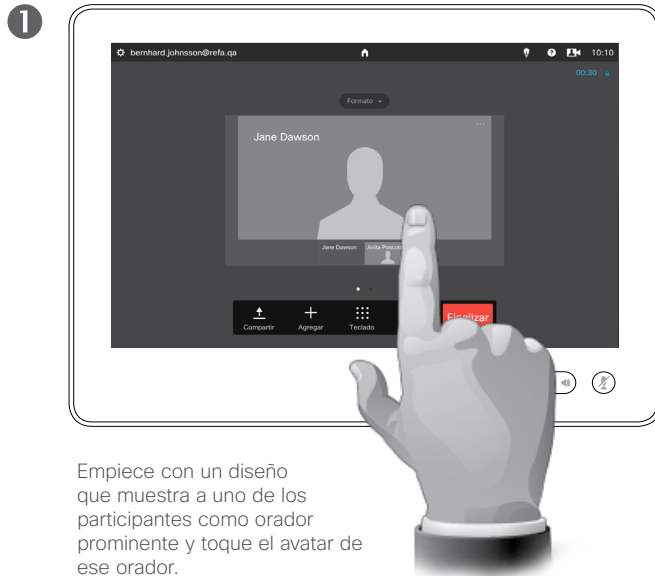 1
bernhard.johnsson@refa.qa 10:10
00:30
Formato
Jane Dawson
Jane Dawson Anita
Compartir Agregar Teclado Finalizar
Empiece con un diseño
que muestra a uno de los
participantes como orador
prominente y toque el avatar de
ese orador.